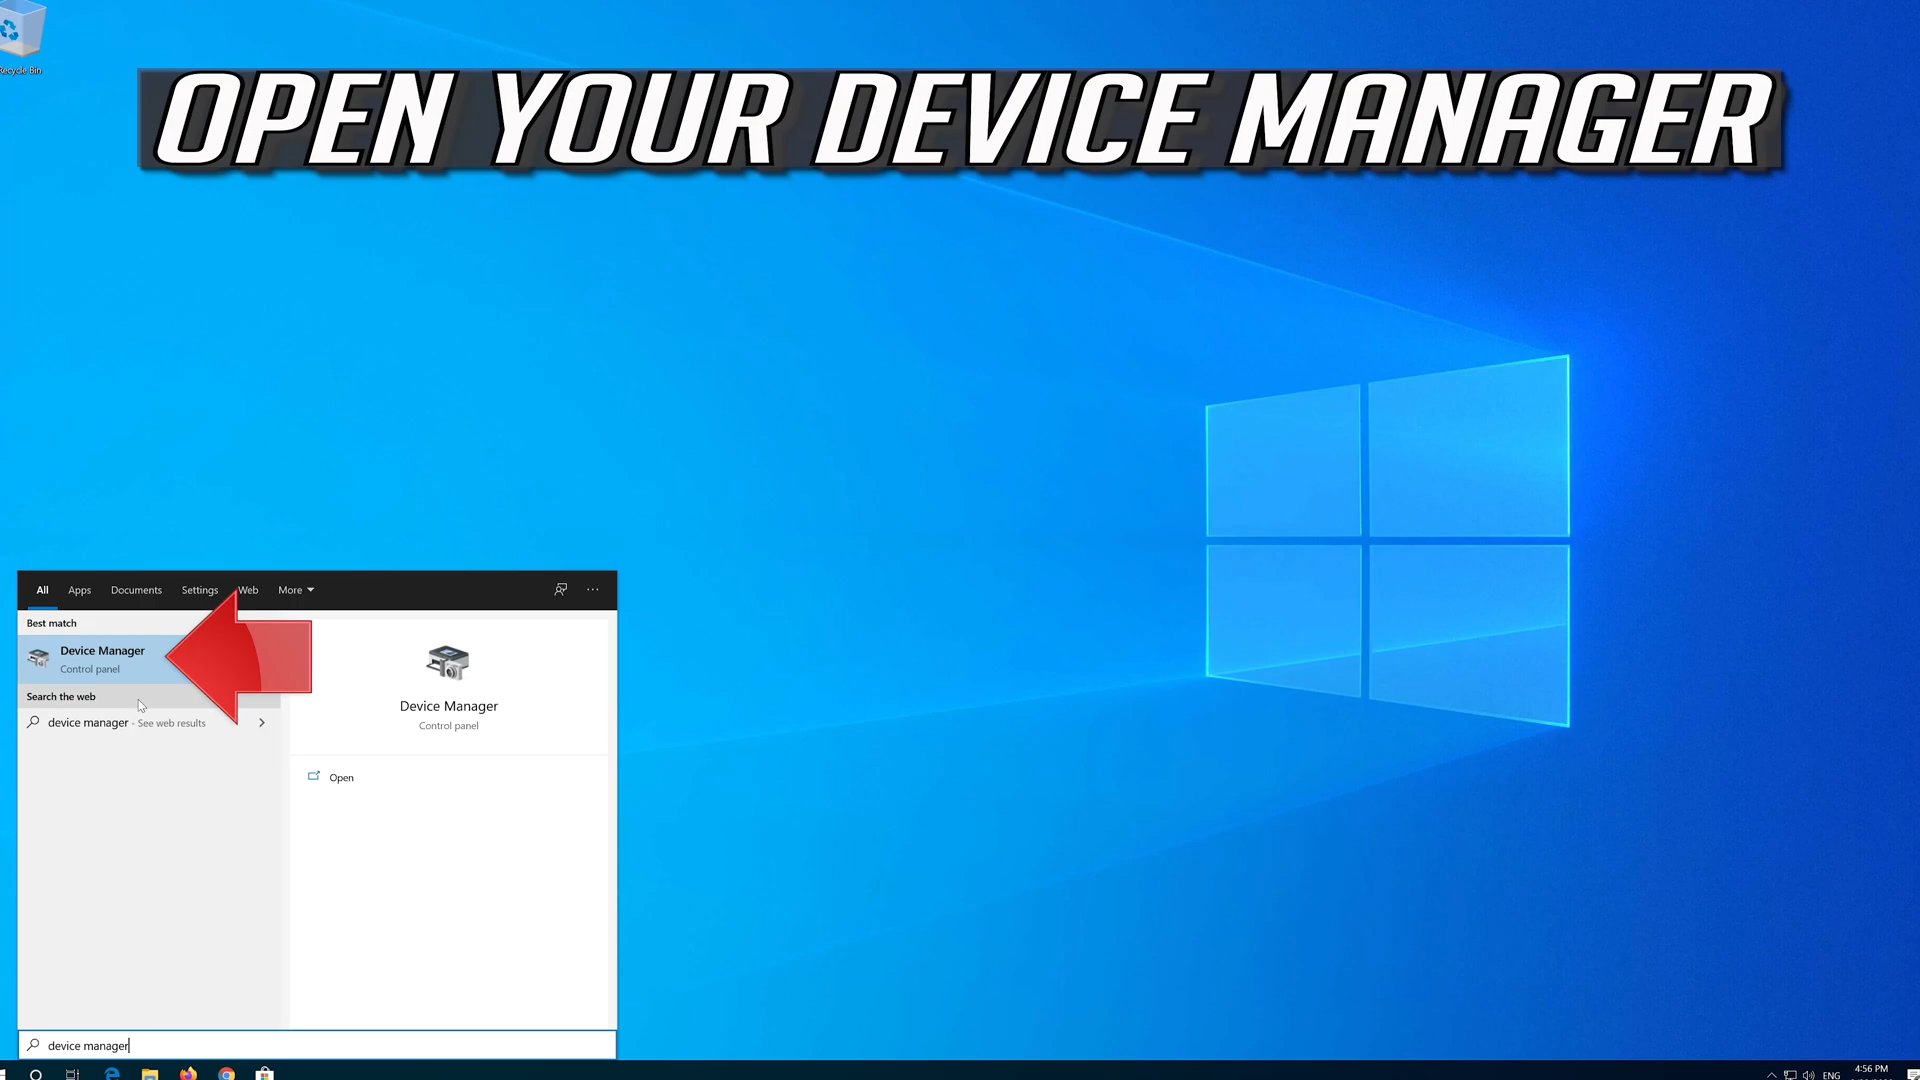 Recycle Bin
OPEN YOUR DEVICE MANAGER
All Apps Documents Settings Web More
Best match
Device Manager
Control panel
Search the web
device manager - See web results
Device Manager
Control panel
Open
device manager
ENG
4:56 PM